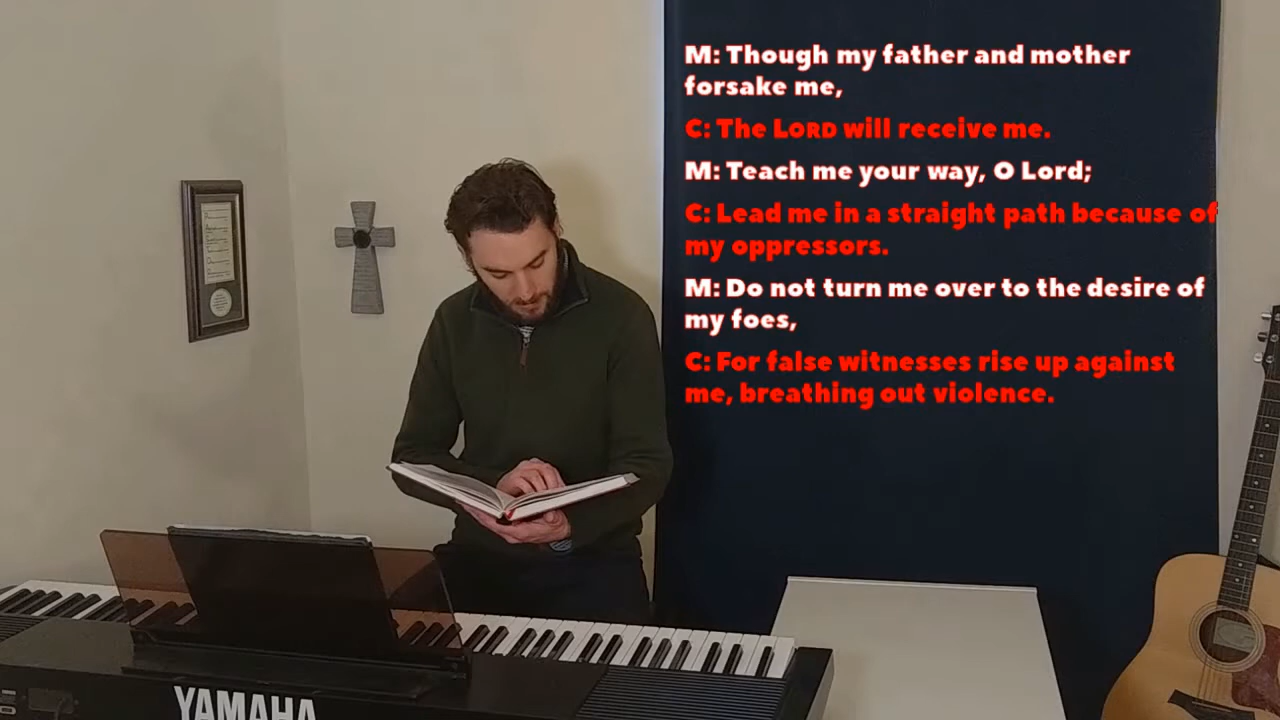 M: Though my father and mother
forsake me,
C: The LORD will receive me.
M: Teach me your way, O Lord;
C: Lead me in a straight path because of
my oppressors.
M: Do not turn me over to the desire of
my foes,
C: For false witnesses rise up against
me, breathing out violence.
YAMAHA